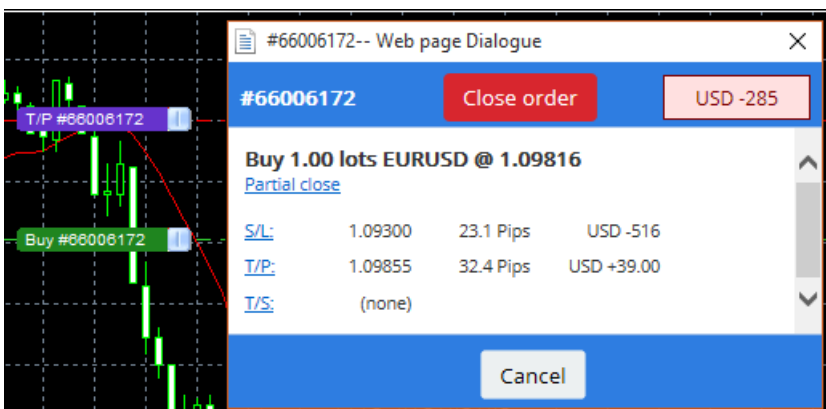 #66006172-- Web page Dialogue
#66006172 Close order USD -285
T/P #66006172
Buy 1.00 lots EURUSD @ 1.09816
Partial close
S/L: 1.09300 23.1 Pips USD -516
Buy #66006172
T/P: 1.09855 32.4 Pips USD +39.00
T/S: (none)
Cancel